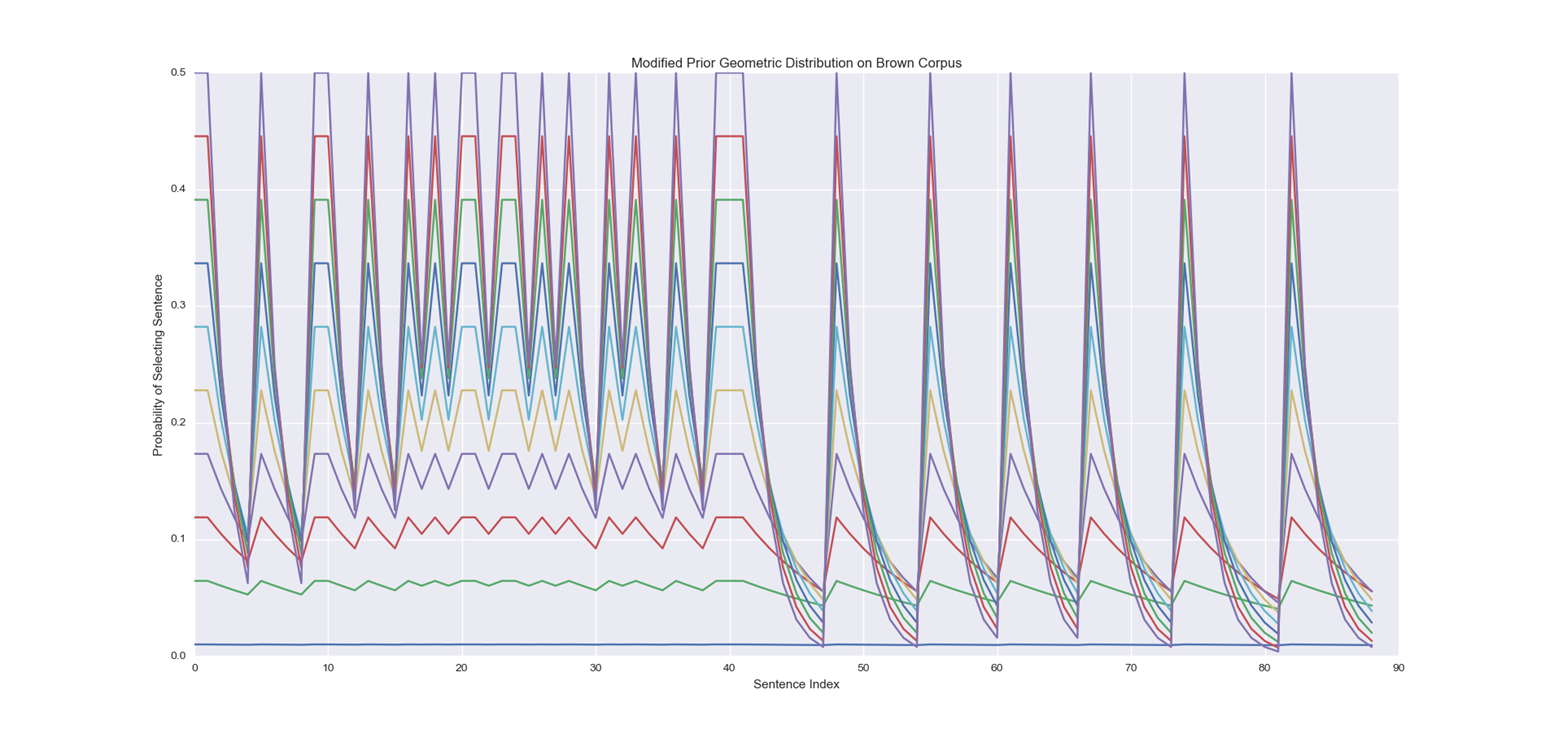 Modified Prior Geometric Distribution on Brown Corpus
0.5
0.4
0.3
0.2
0.1
0.0
Probability of Selecting Sentence
0 10 20 30 40 50 60 70 80 90
Sentence Index